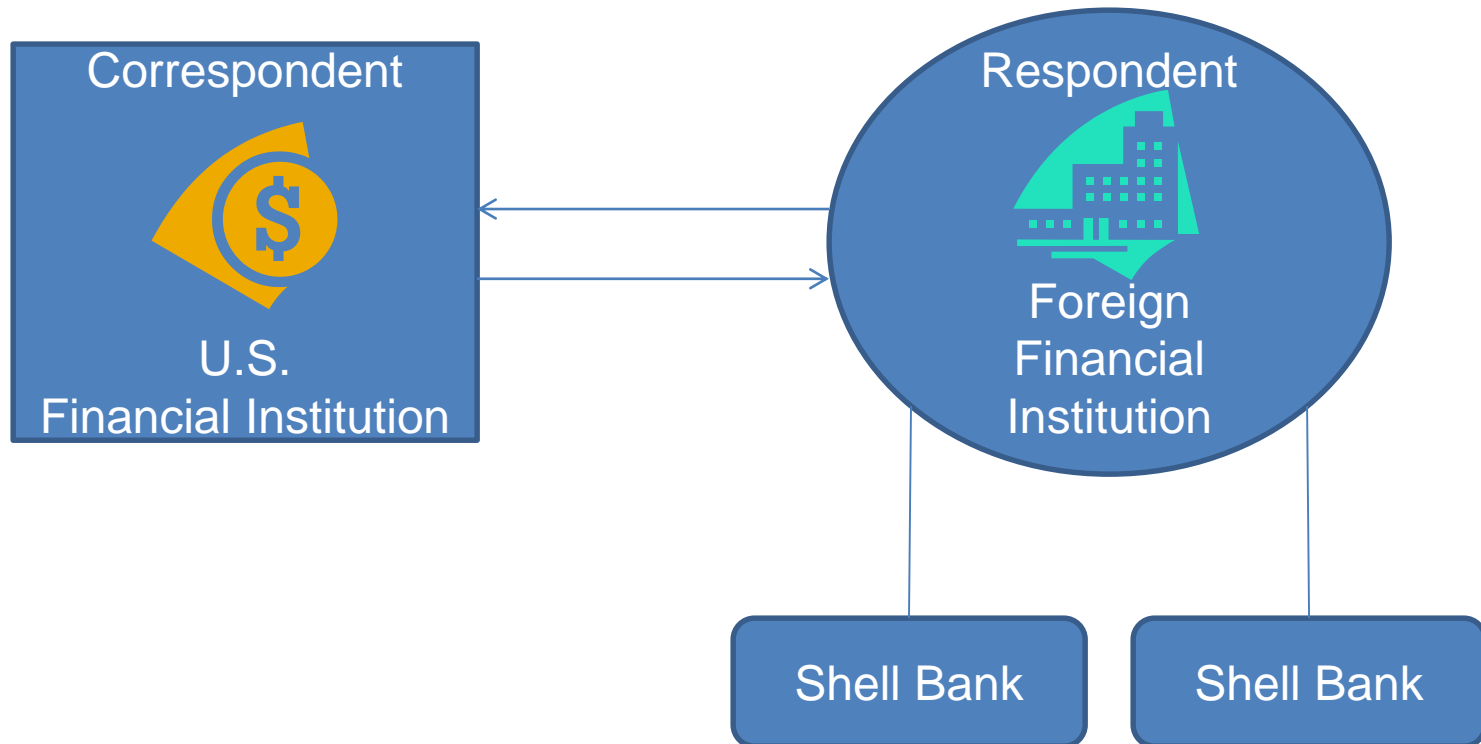 Correspondent
$
U.S.
Financial Institution
Respondent
Foreign
Financial
Institution
Shell Bank
Shell Bank